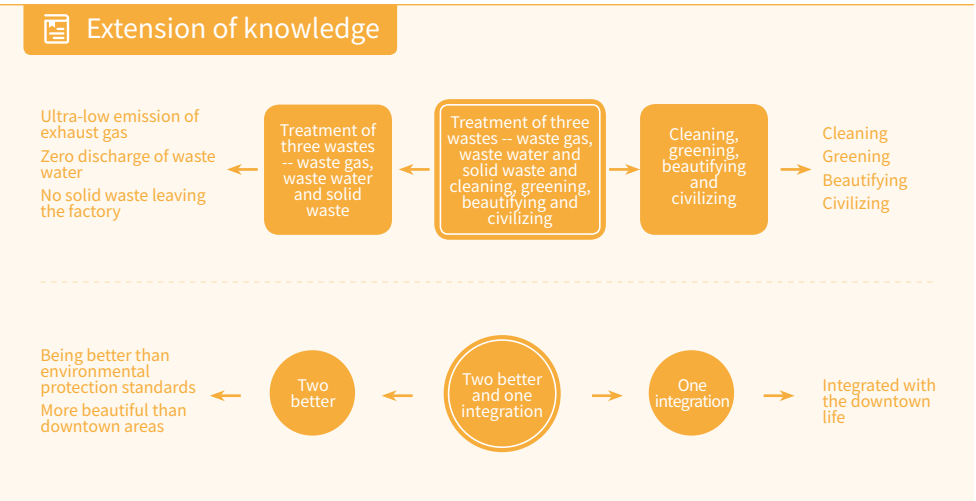 Extension of knowledge
Ultra-low emission of
exhaust gas
Zero discharge of waste
water
No solid waste leaving
the factory
Treatment of
three wastes
-- waste gas,
waste water
and solid
waste
Treatment of three
wastes -- waste gas,
waste water and
solid waste and
cleaning, greening,
beautifying and
civilizing
Cleaning,
greening,
beautifying
and
civilizing
Cleaning
Greening
Beautifying
Civilizing
Being better than
environmental
protection standards
More beautiful than
downtown areas
Two
better
Two better
and one
integration
One
integration
Integrated with
the downtown
life